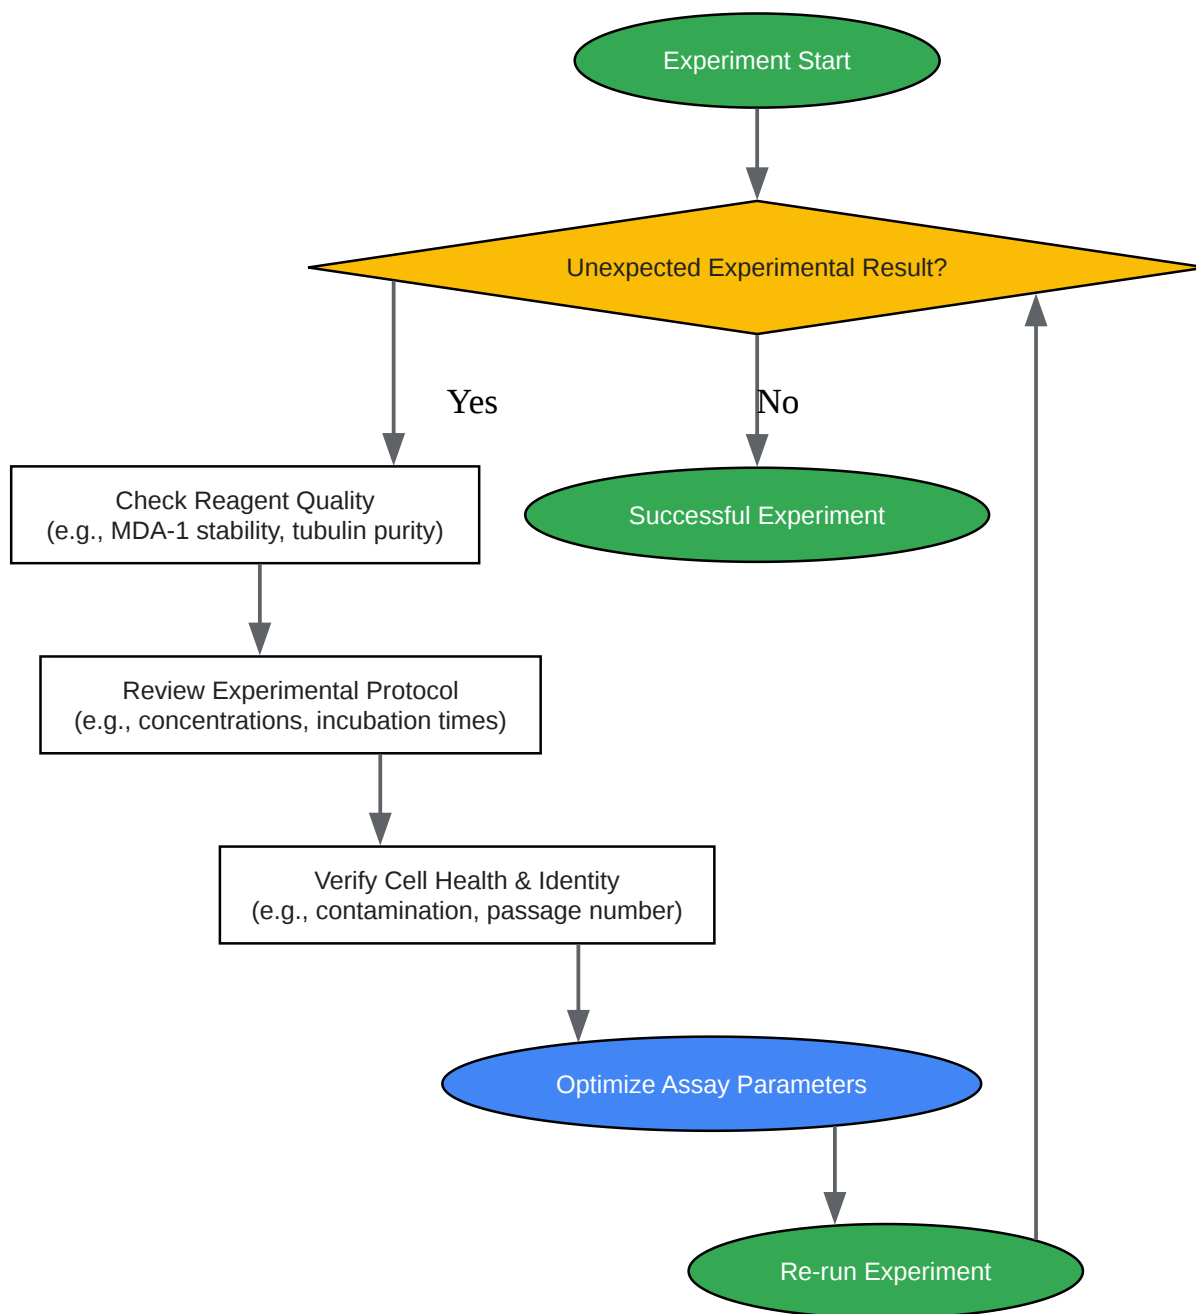 Experiment Start
Unexpected Experimental Result?
Yes
No
Check Reagent Quality
(e.g., MDA-1 stability, tubulin purity)
Successful Experiment
Review Experimental Protocol
(e.g., concentrations, incubation times)
Verify Cell Health & Identity
(e.g., contamination, passage number)
Optimize Assay Parameters
Re-run Experiment